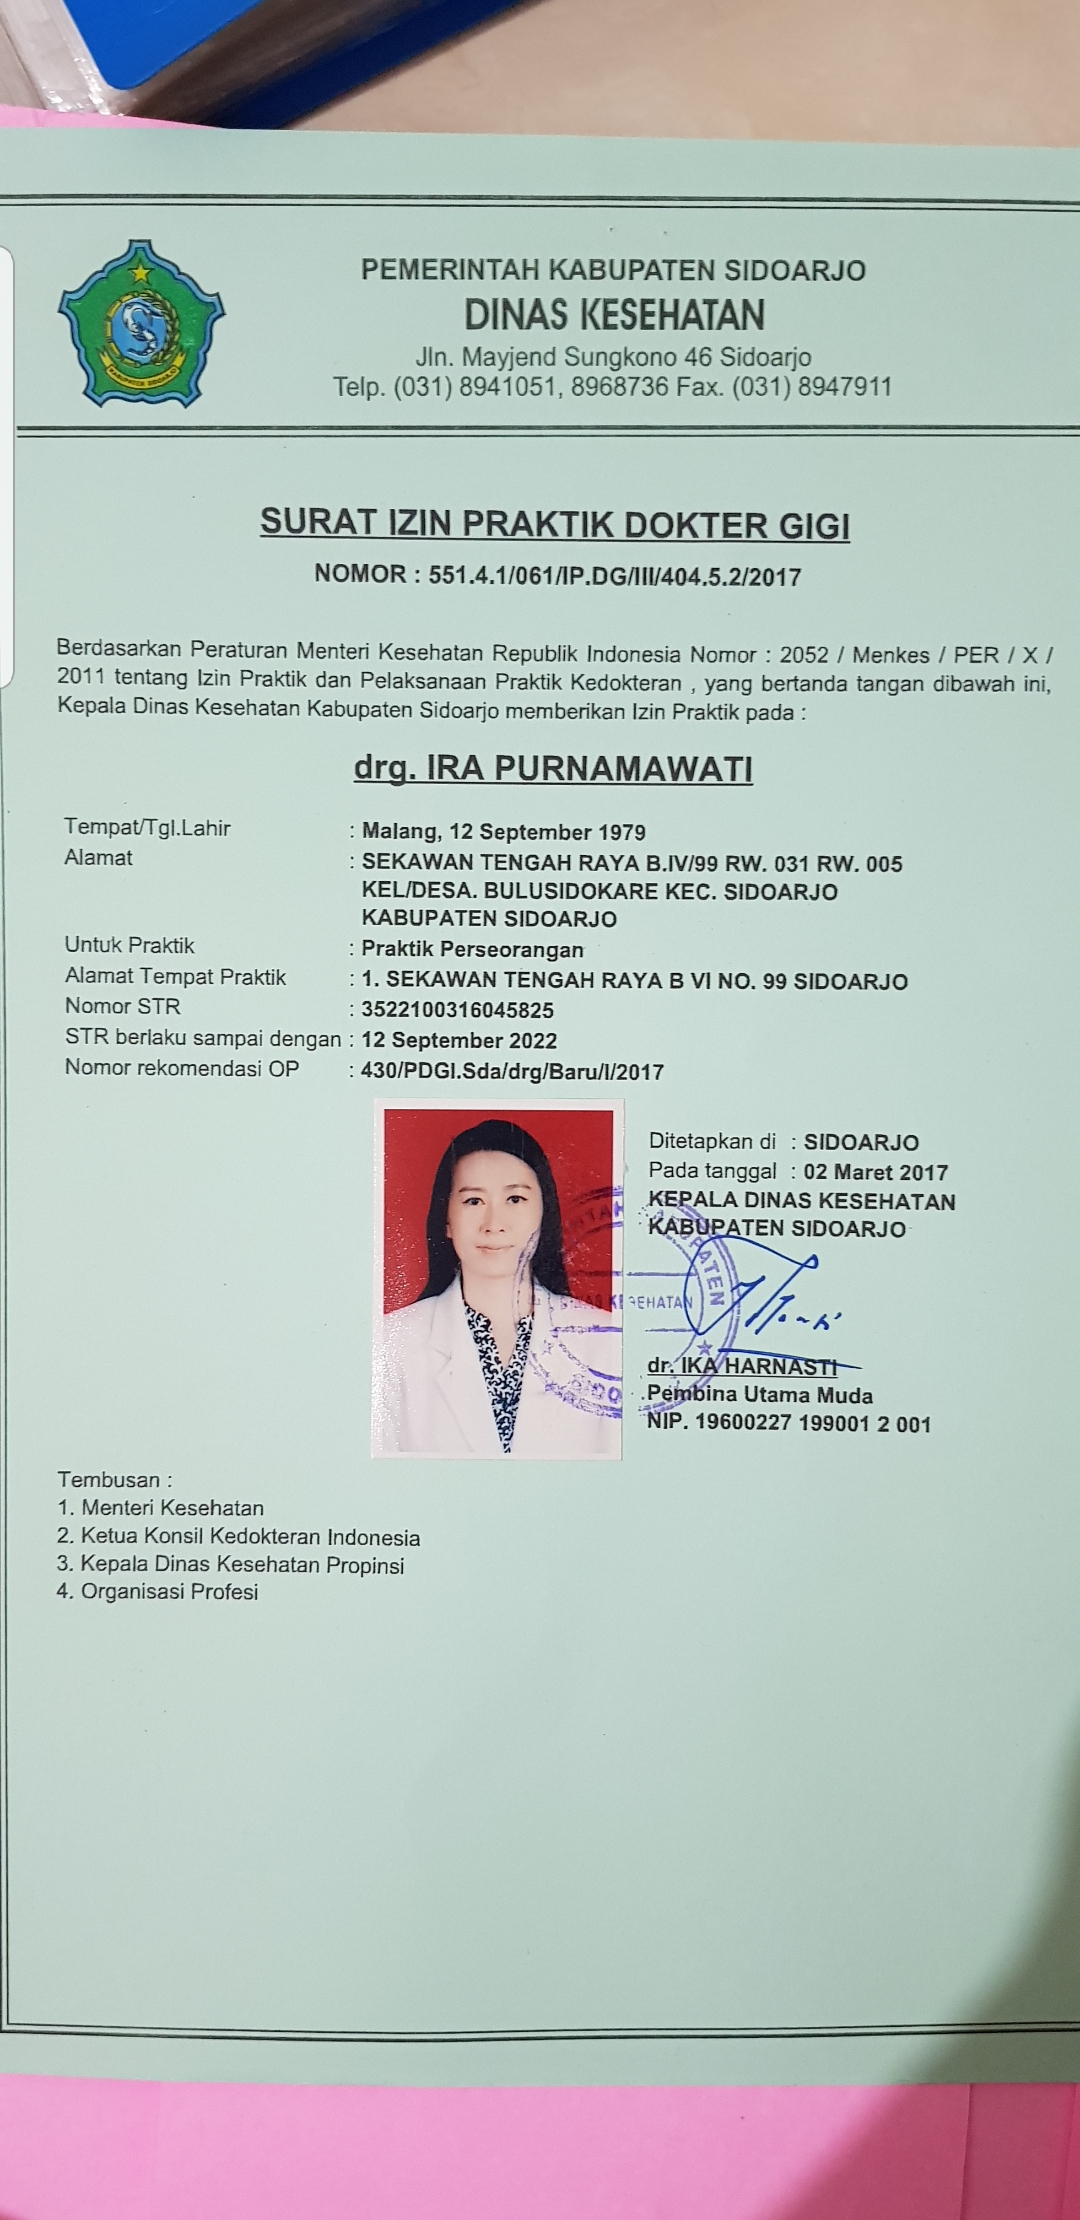 PEMERINTAH KABUPATEN SIDOARJO
DINAS KESEHATAN
Jln. Mayjend Sungkono 46 Sidoarjo
Telp. (031) 8941051, 8968736 Fax. (031) 8947911
KABUPATEN SIDOARJO
SURAT IZIN PRAKTIK DOKTER GIGI
NOMOR : 551.4.1/061/IP.DG/III/404.5.2/2017
Berdasarkan Peraturan Menteri Kesehatan Republik Indonesia Nomor : 2052 / Menkes / PER / X /
2011 tentang Izin Praktik dan Pelaksanaan Praktik Kedokteran , yang bertanda tangan dibawah ini,
Kepala Dinas Kesehatan Kabupaten Sidoarjo memberikan Izin Praktik pada :
drg. IRA PURNAMAWATI
Tempat/Tgl.Lahir : Malang, 12 September 1979
Alamat : SEKAWAN TENGAH RAYA B.IV/99 RW. 031 RW. 005
KEL/DESA. BULUSIDOKARE KEC. SIDOARJO
KABUPATEN SIDOARJO
Untuk Praktik : Praktik Perseorangan
Alamat Tempat Praktik : 1. SEKAWAN TENGAH RAYA B VI NO. 99 SIDOARJO
Nomor STR : 3522100316045825
STR berlaku sampai dengan : 12 September 2022
Nomor rekomendasi OP : 430/PDGI.Sda/drg/Baru/I/2017
Ditetapkan di : SIDOARJO
Pada tanggal : 02 Maret 2017
KEPALA DINAS KESEHATAN
KABUPATEN SIDOARJO
DINAS KESEHATAN
dr. IKA HARNASTI
Pembina Utama Muda
NIP. 19600227 199001 2 001
Tembusan :
1. Menteri Kesehatan
2. Ketua Konsil Kedokteran Indonesia
3. Kepala Dinas Kesehatan Propinsi
4. Organisasi Profesi